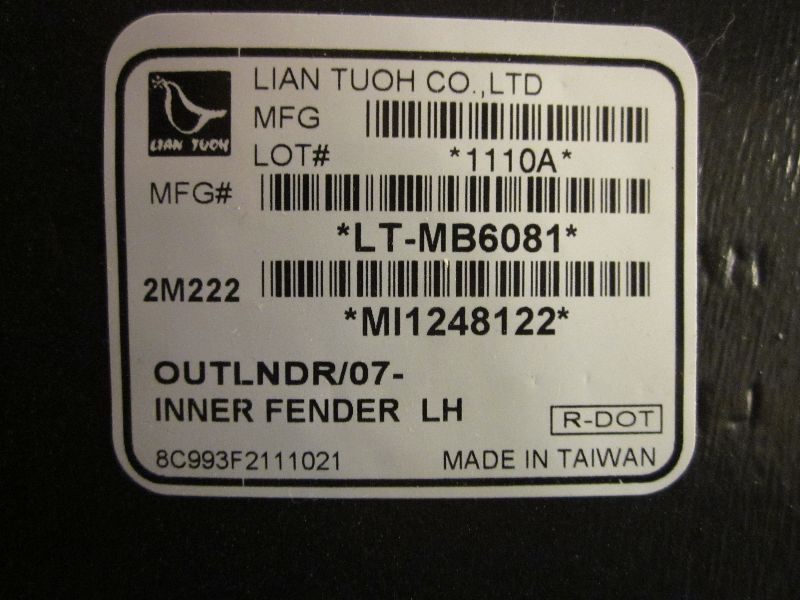 LIAN TUOH CO.,LTD
LIAN TUOH
MFG
LOT#
*1110A*
MFG#
*LT-MB6081*
2M222
*MI1248122*
OUTLNDR/07-
INNER FENDER LH
R-DOT
8C993F2111021
MADE IN TAIWAN